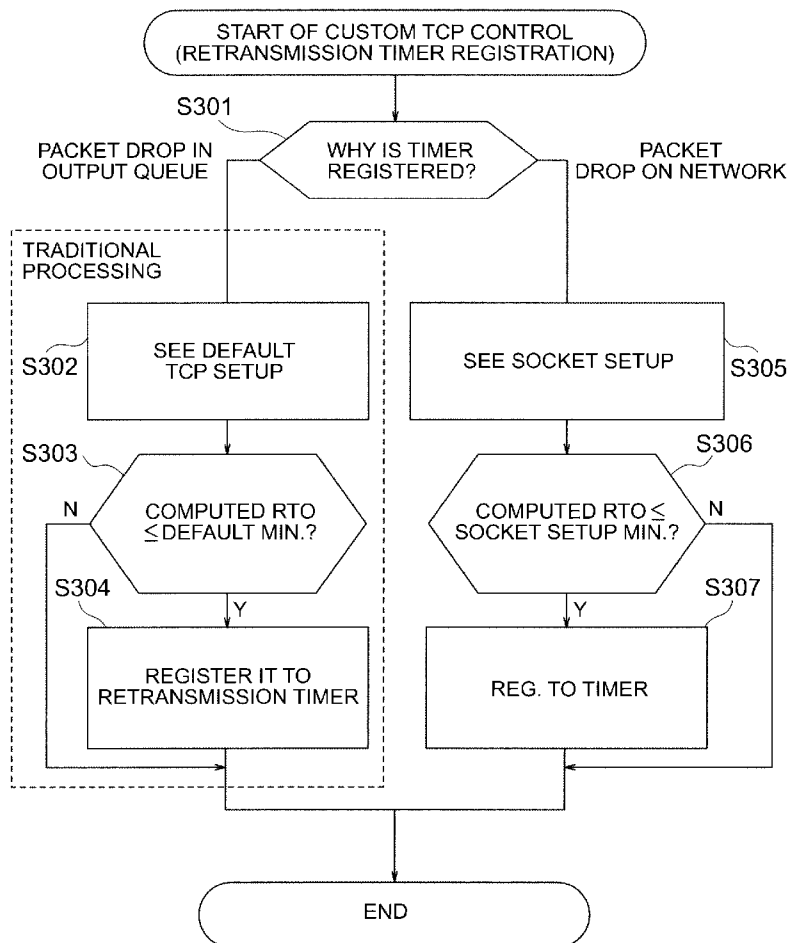 START OF CUSTOM TCP CONTROL
(RETRANSMISSION TIMER REGISTRATION)
S301
PACKET DROP IN
OUTPUT QUEUE
WHY IS TIMER
REGISTERED?
PACKET
DROP ON NETWORK
TRADITIONAL
PROCESSING
S302
SEE DEFAULT
TCP SETUP
SEE SOCKET SETUP
S305
S303
N
COMPUTED RTO
≤DEFAULT MIN.?
S306
COMPUTED RTO≤
SOCKET SETUP MIN.?
N
S304
Y
REGISTER IT TO
RETRANSMISSION TIMER
Y
S307
REG. TO TIMER
END